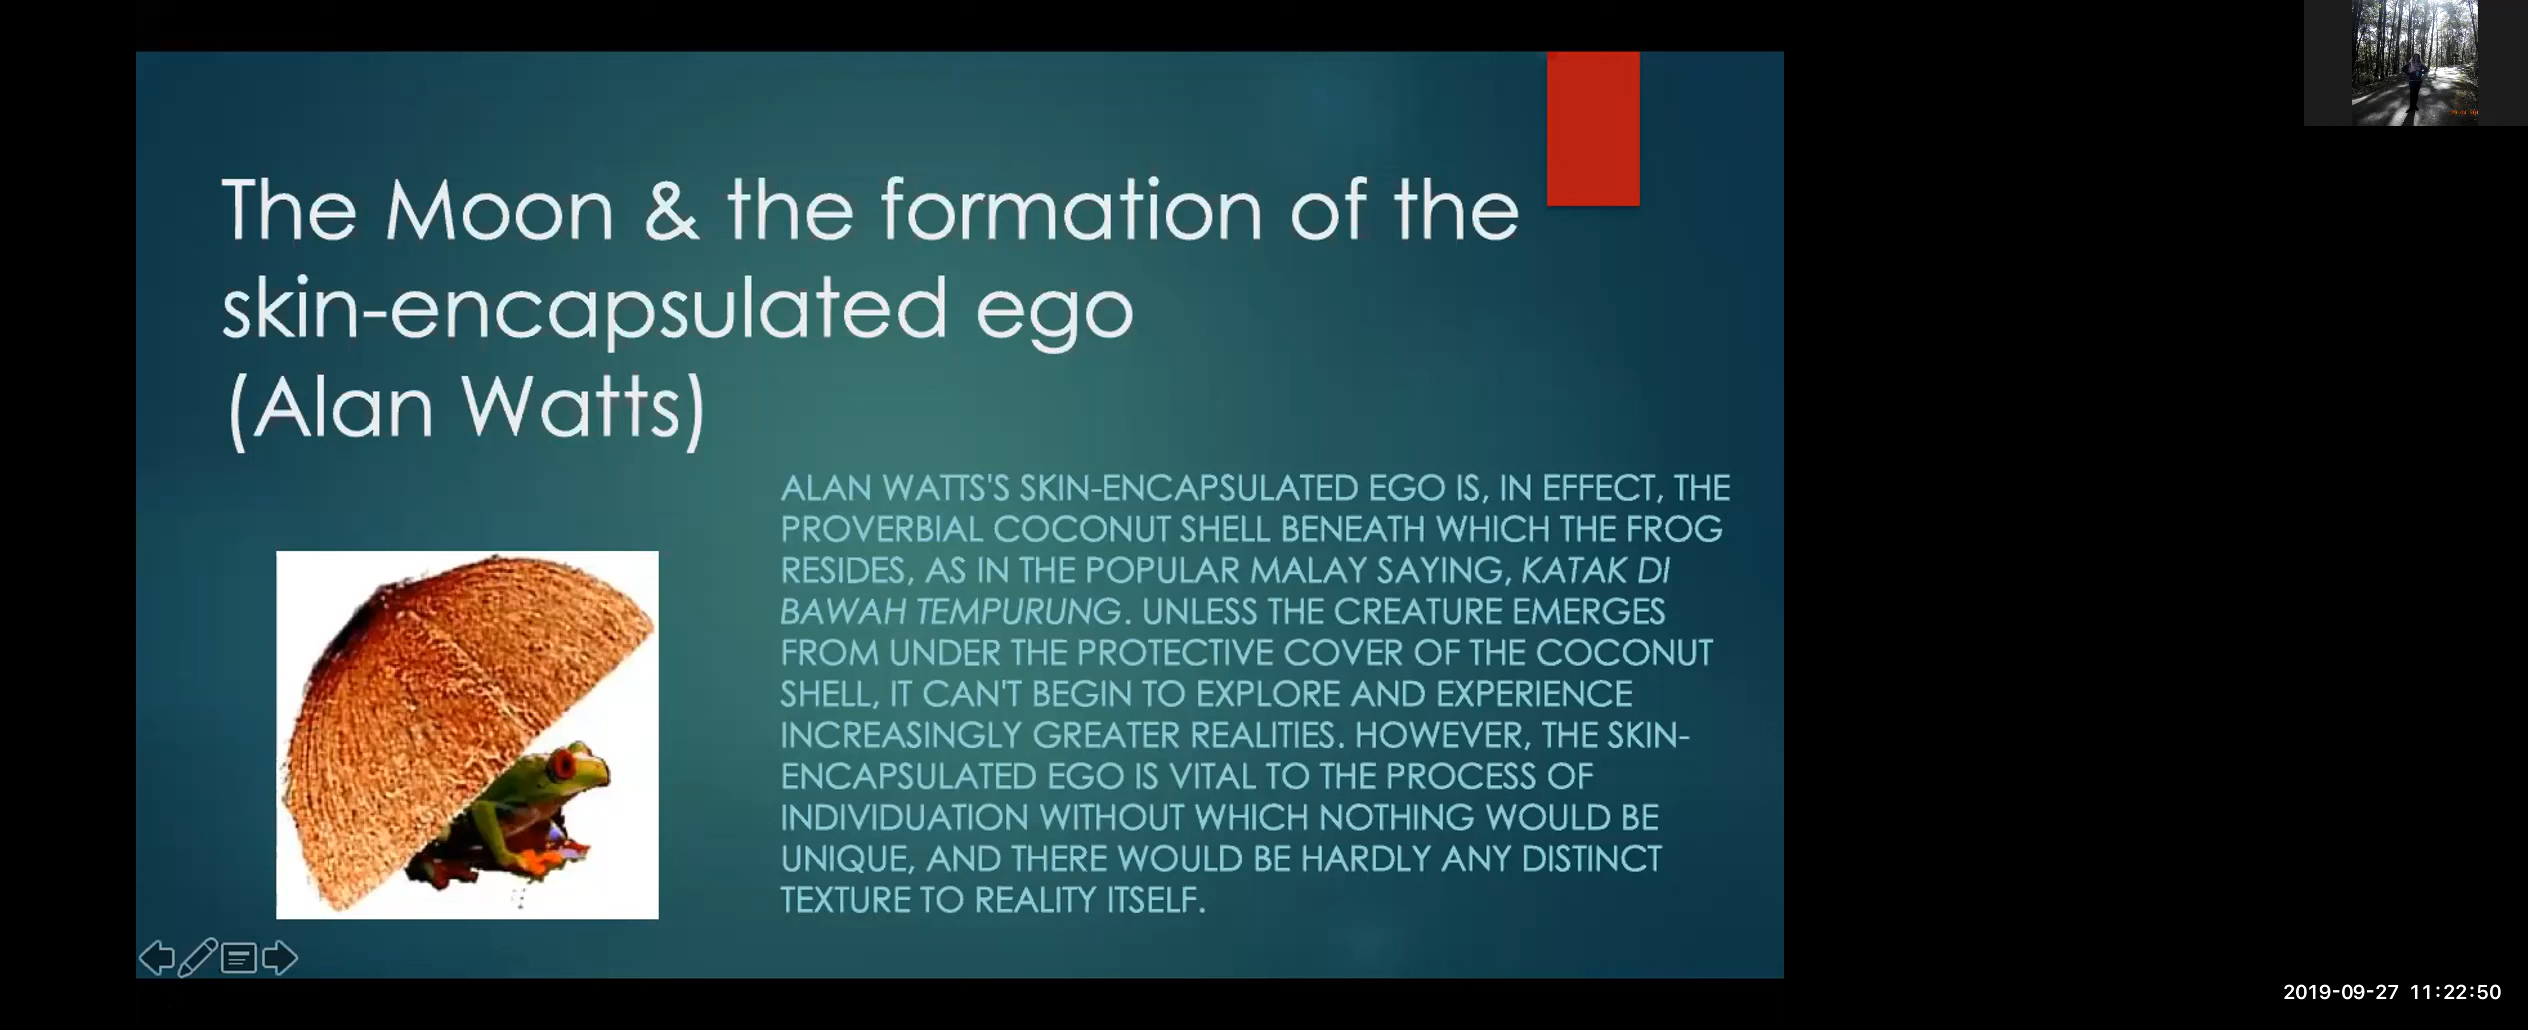 The Moon & the formation of the
skin-encapsulated ego
(Alan Watts)
ALAN WATTS'S SKIN-ENCAPSULATED EGO IS, IN EFFECT, THE
PROVERBIAL COCONUT SHELL BENEATH WHICH THE FROG
RESIDES, AS IN THE POPULAR MALAY SAYING, KATAK DI
BAWAH TEMPURUNG. UNLESS THE CREATURE EMERGES
FROM UNDER THE PROTECTIVE COVER OF THE COCONUT
SHELL, IT CAN'T BEGIN TO EXPLORE AND EXPERIENCE
INCREASINGLY GREATER REALITIES. HOWEVER, THE SKIN-
ENCAPSULATED EGO IS VITAL TO THE PROCESS OF
INDIVIDUATION WITHOUT WHICH NOTHING WOULD BE
UNIQUE, AND THERE WOULD BE HARDLY ANY DISTINCT
TEXTURE TO REALITY ITSELF.
2019-09-27 11:22:50